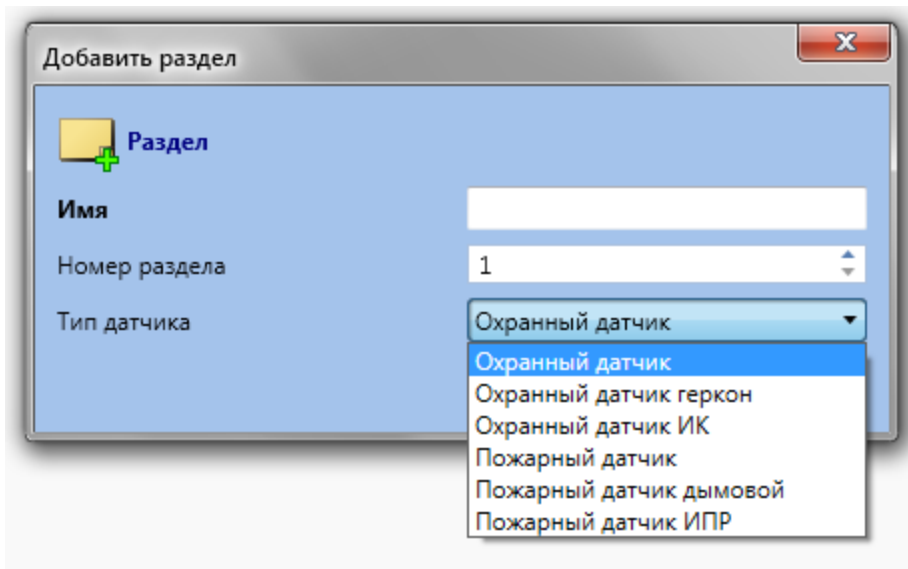 Добавить раздел
Раздел
Имя
Номер раздела 1
Тип датчика Охранный датчик
Охранный датчик
Охранный датчик геркон
Охранный датчик ИК
Пожарный датчик
Пожарный датчик дымовой
Пожарный датчик ИПР